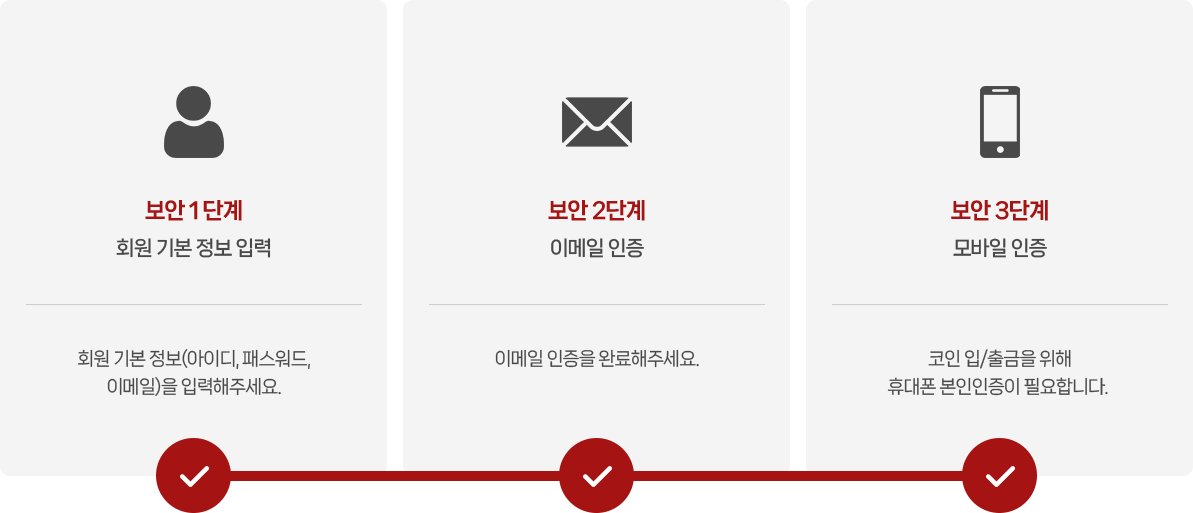 보안 1단계
회원 기본 정보 입력
회원 기본 정보(아이디, 패스워드,
이메일)을 입력해주세요.
보안 2단계
이메일 인증
이메일 인증을 완료해주세요.
보안 3단계
모바일 인증
코인 입/출금을 위해
휴대폰 본인인증이 필요합니다.